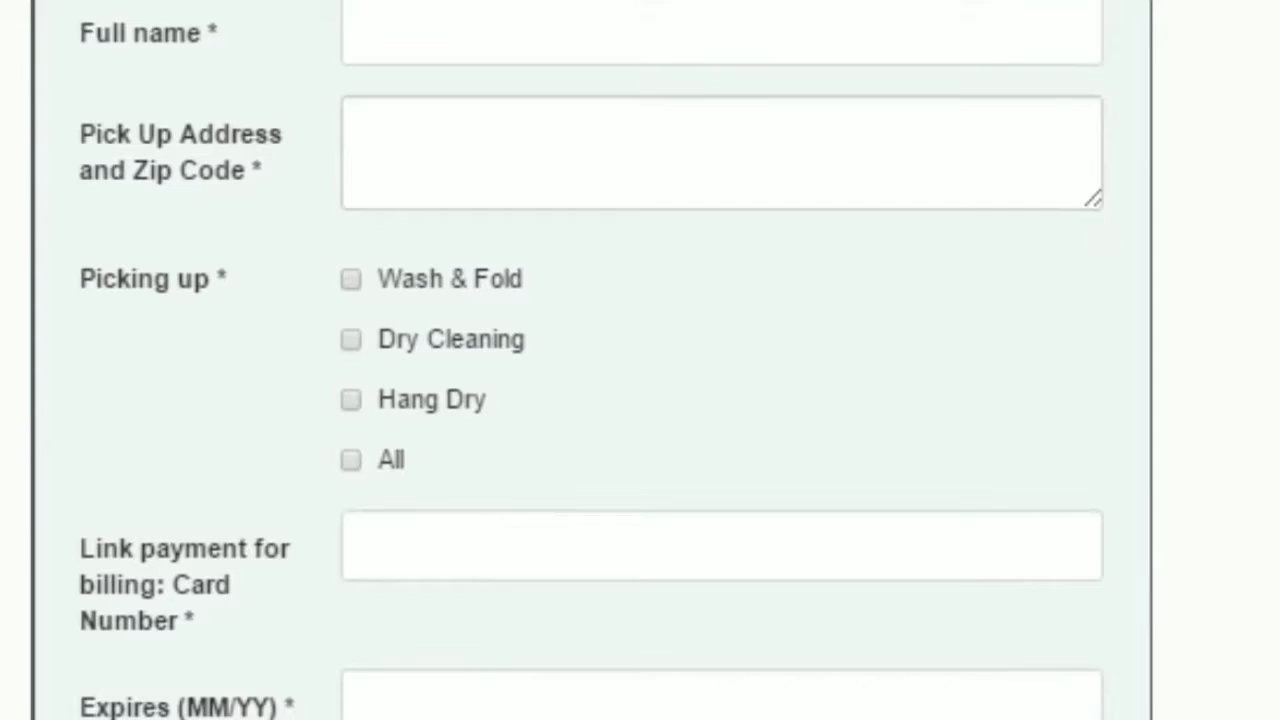 Full name *
Pick Up Address
and Zip Code *
Picking up *
Wash & Fold
Dry Cleaning
Hang Dry
All
Link payment for
billing: Card
Number *
Expires (MM/YY) *